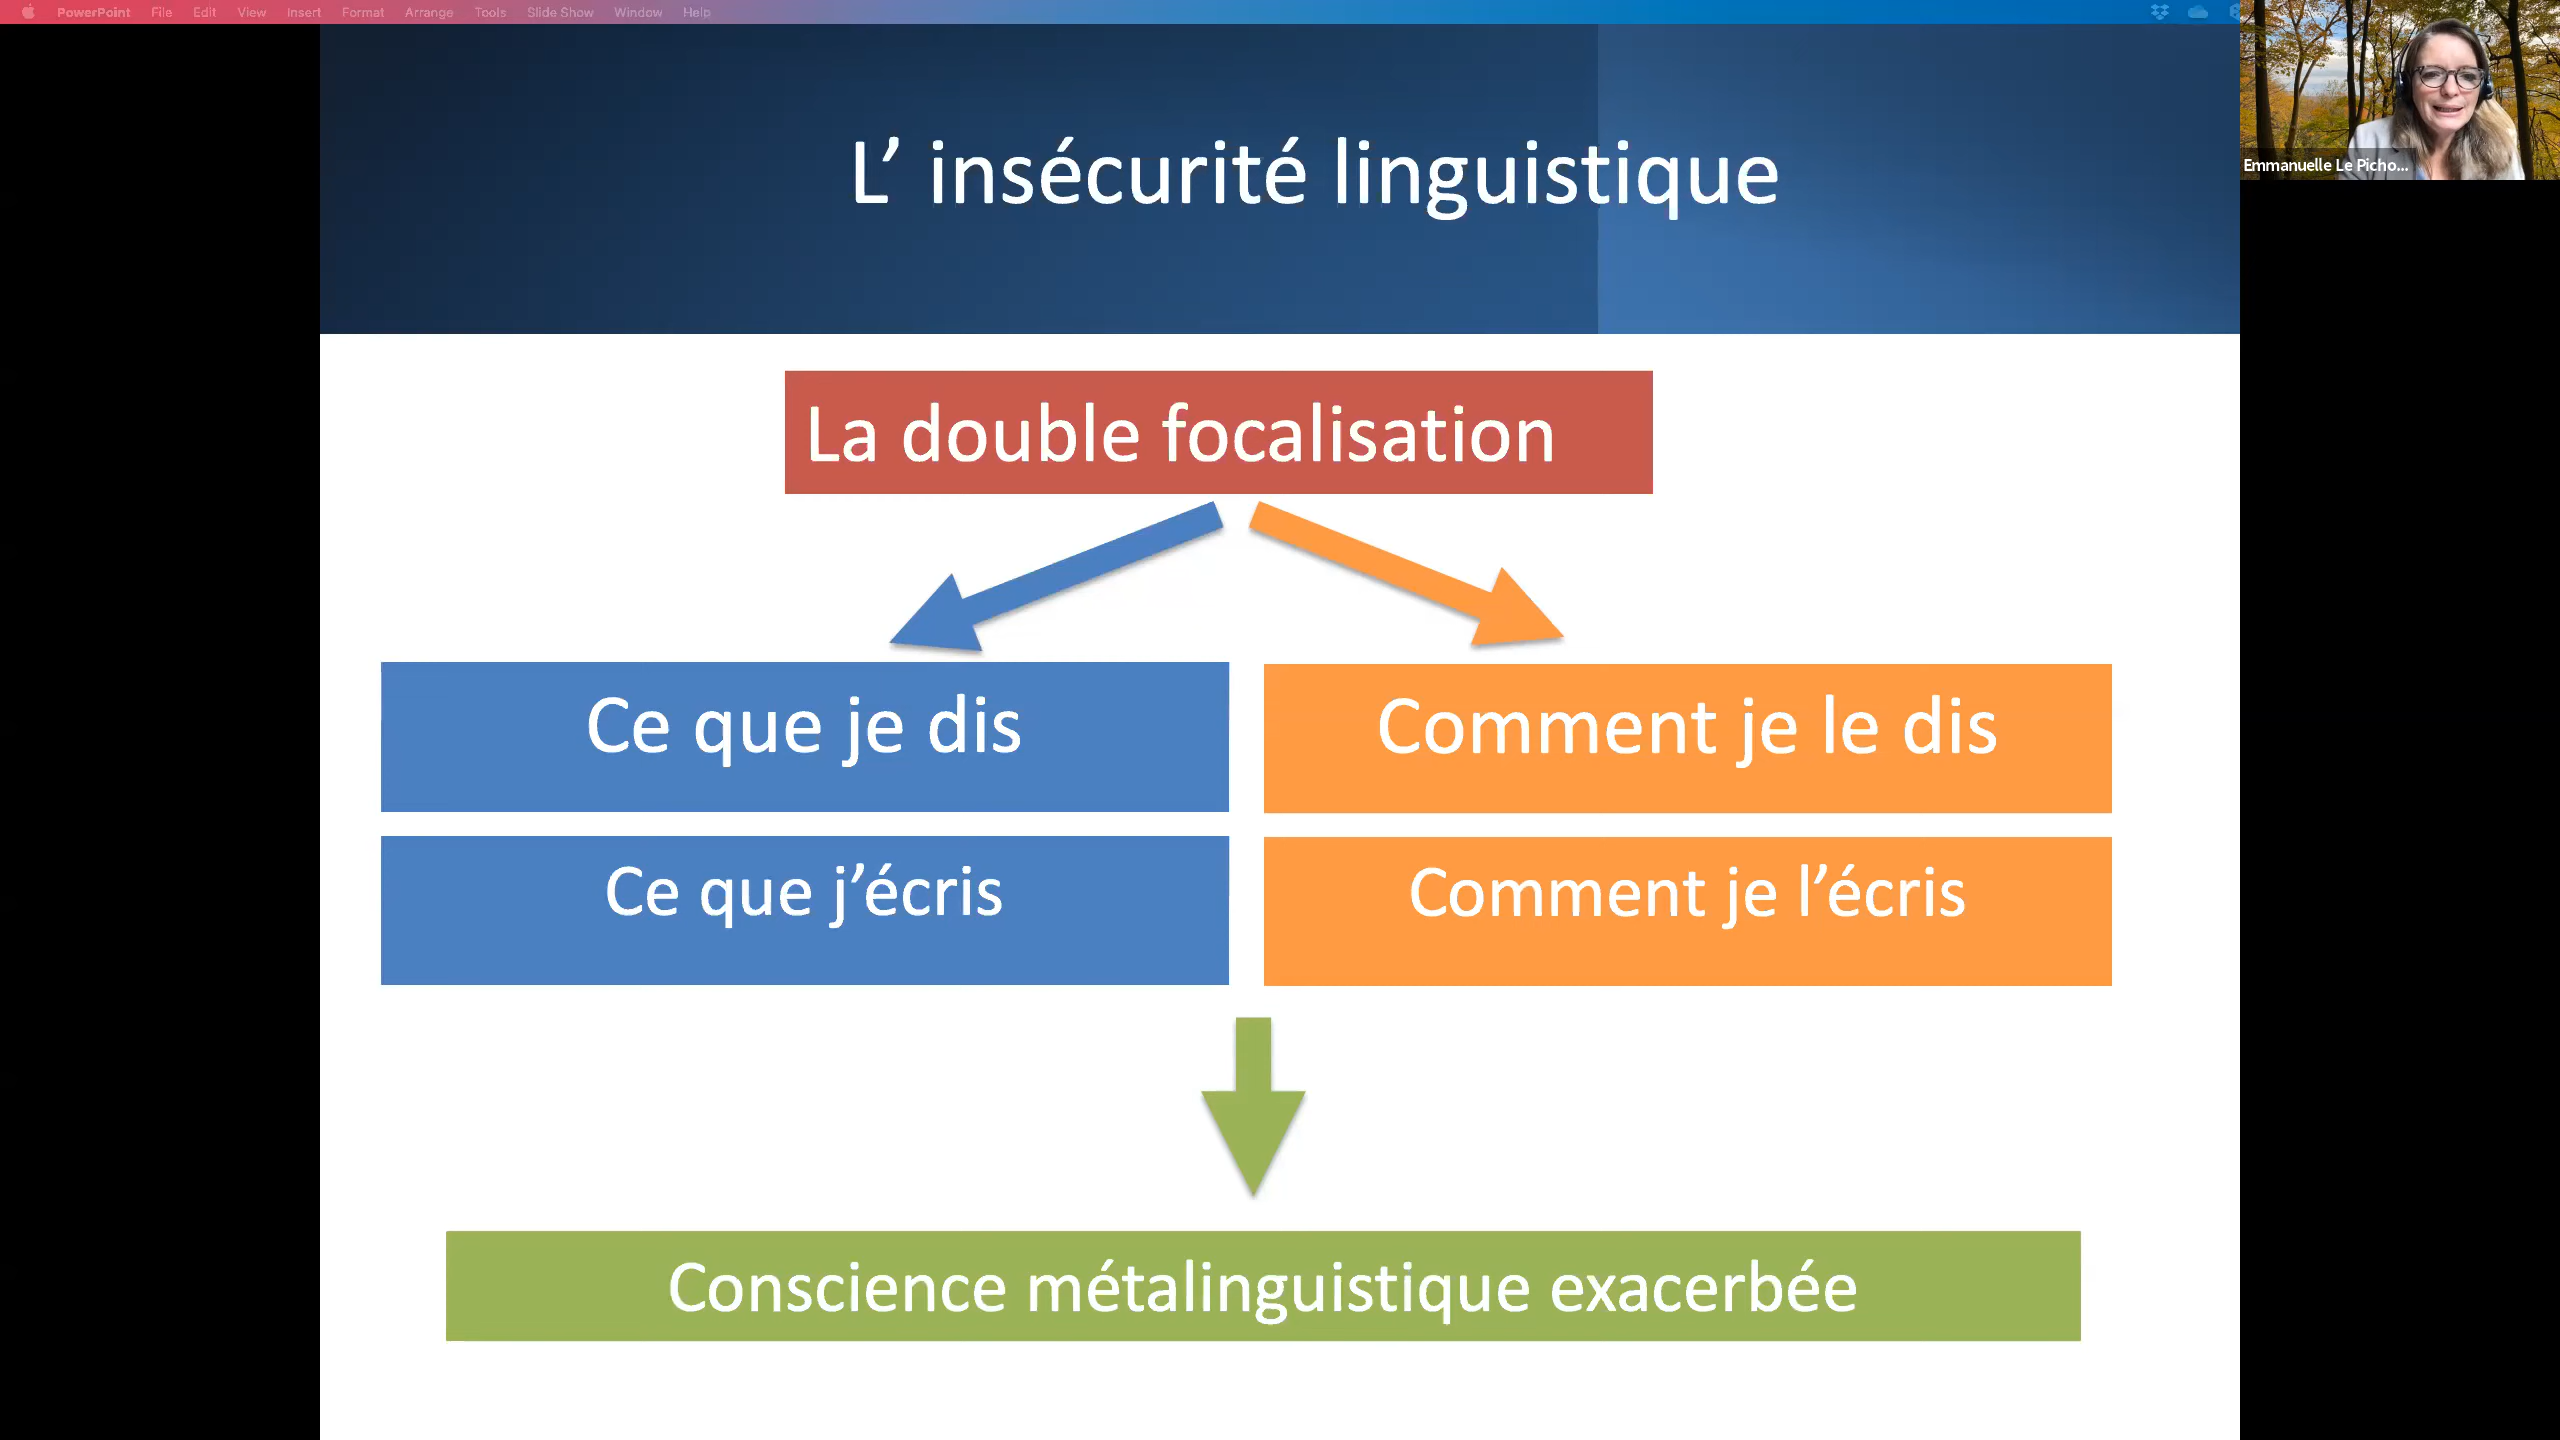 PowerPoint File Edit View Insert Format Arrange Tools Slide Show Window Help
Emmanuelle Le Picho...
L’ insécurité linguistique
La double focalisation
Ce que je dis
Comment je le dis
Ce que j’écris
Comment je l’écris
Conscience métalinguistique exacerbée